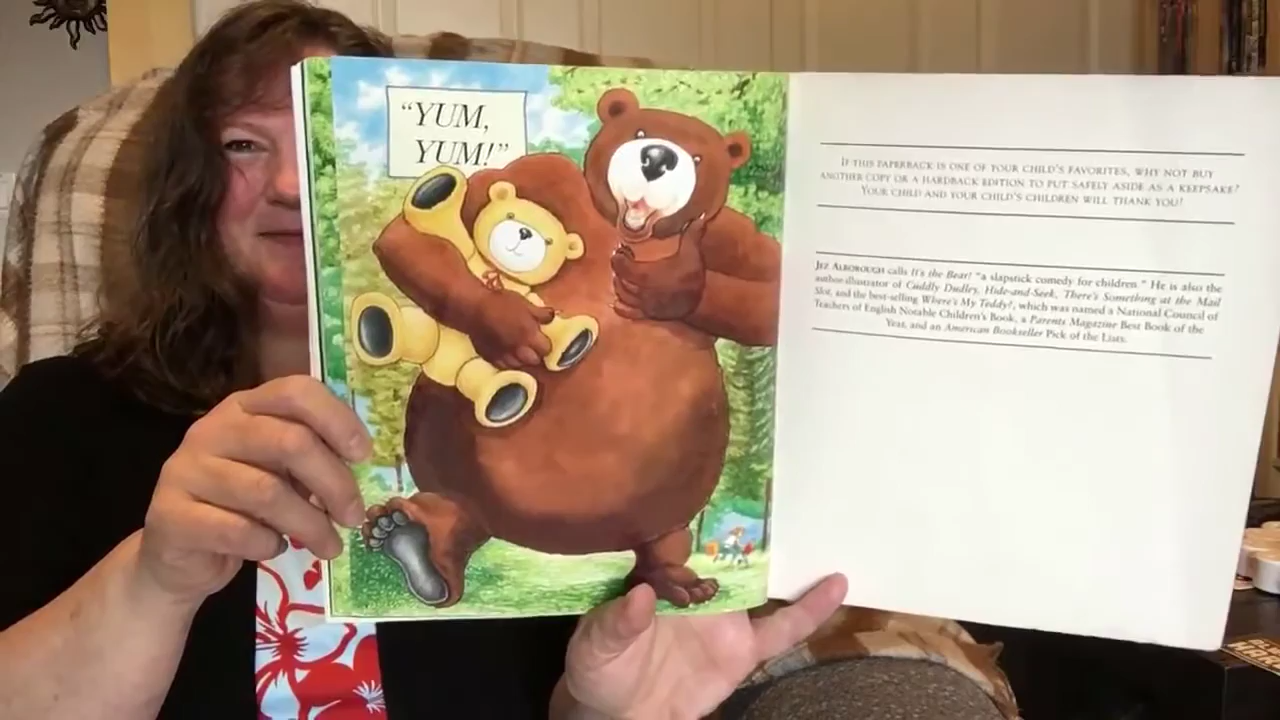 “YUM,
YUM!”
IF THIS PAPERBACK IS ONE OF YOUR CHILD'S FAVORITES, WHY NOT BUY
ANOTHER COPY OR A HARDBACK EDITION TO PUT SAFELY ASIDE AS A KEEPSAKE?
YOUR CHILD AND YOUR CHILD'S CHILDREN WILL THANK YOU!
JEZ ALBOROUGH calls It's the Bear! “a slapstick comedy for children.” He is also the
author-illustrator of Cuddly Dudley, Hide-and-Seek, There's Something at the Mail
Slot, and the best-selling Where's My Teddy?, which was named a National Council of
Teachers of English Notable Children's Book, a Parents Magazine Best Book of the
Year, and an American Bookseller Pick of the Lists.